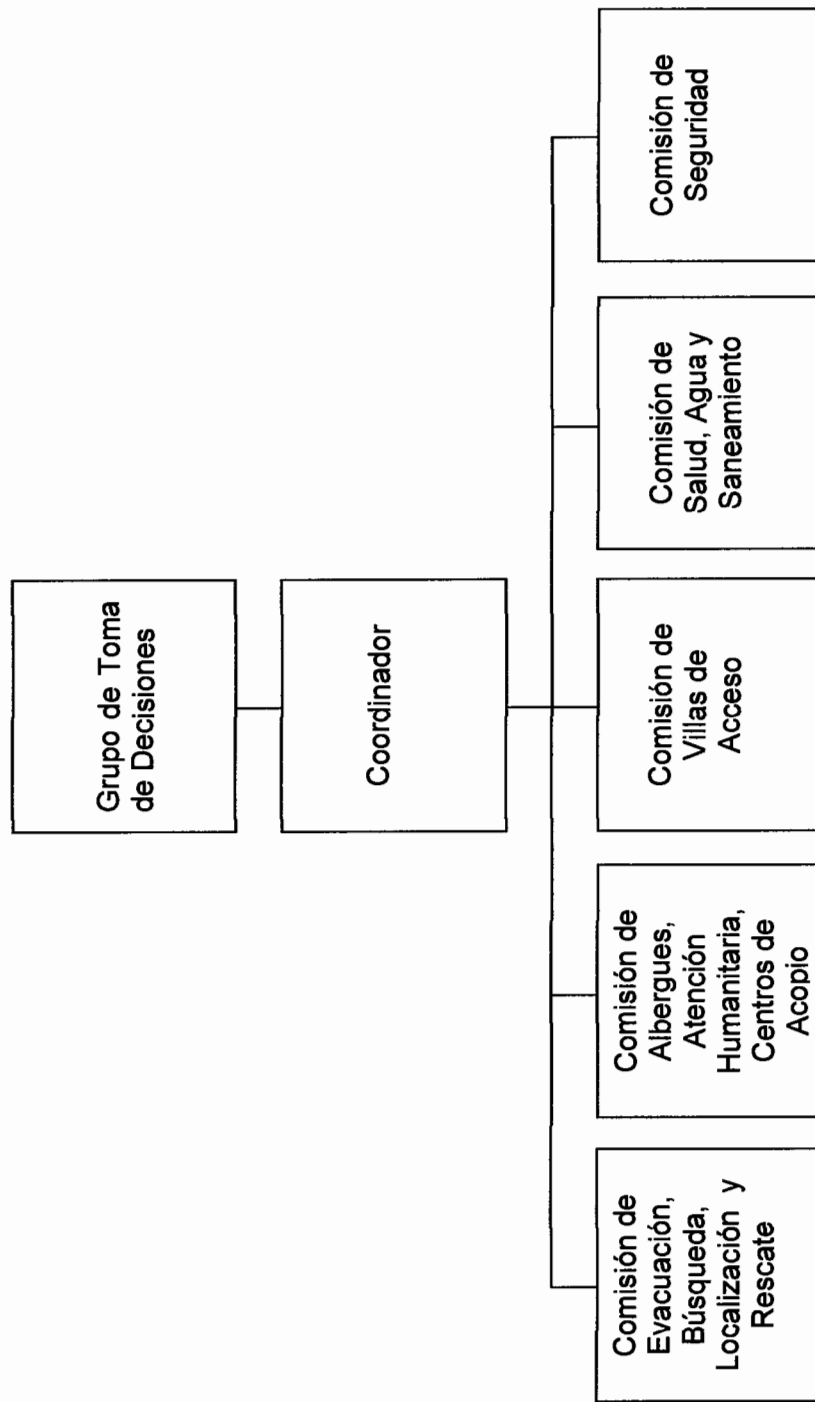 Grupo de Toma
de Decisiones
Coordinador
Comisión de
Evacuación,
Búsqueda,
Localización y
Rescate
Comisión de
Albergues,
Atención
Humanitaria,
Centros de
Acopio
Comisión de
Villas de
Acceso
Comisión de
Salud, Agua y
Saneamiento
Comisión de
Seguridad